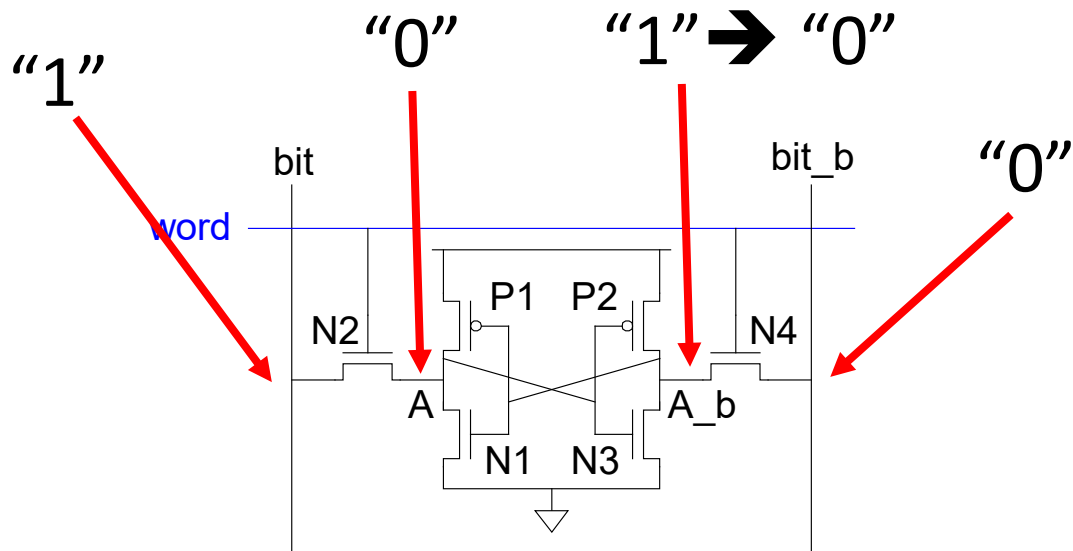 “1”
“0”
“1” ➔ “0”
“0”
bit
bit_b
word
P1
P2
N2
N4
A
A_b
N1
N3